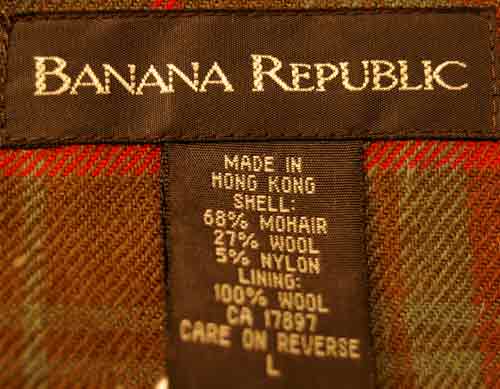 BANANA REPUBLIC
MADE IN
HONG KONG
SHELL:
68% MOHAIR
27% WOOL
5% NYLON
LINING:
100% WOOL
CA 17897
CARE ON REVERSE
L